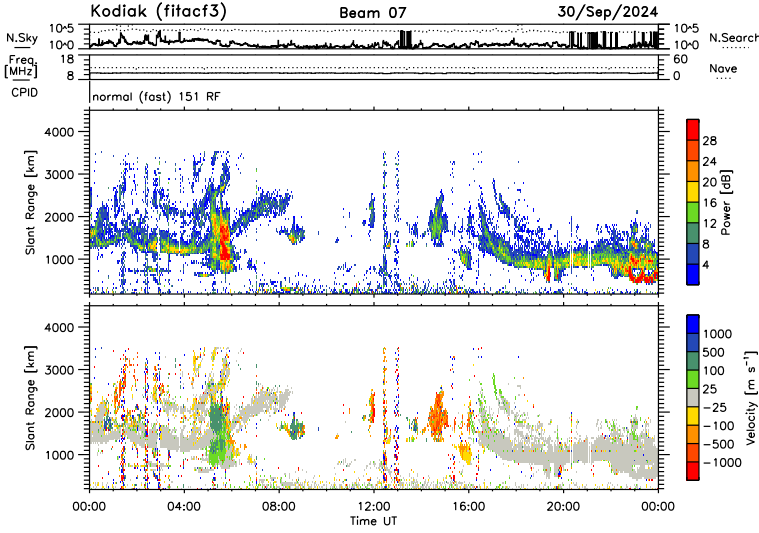 Kodiak (fitacf3) Beam 07 30/Sep/2024
10^5 10^5
N.Sky N.Search
10^0 10^0
Freq. 18 60
[MHz] Nave
8 0
CPID normal (fast) 151 RF
4000
3000
2000
1000
Slant Range [km]
28
24
20
16
12
8
4
Power [dB]
4000
3000
2000
1000
Slant Range [km]
1000
500
100
25
-25
-100
-500
-1000
Velocity [m s⁻¹]
00:00 04:00 08:00 12:00 16:00 20:00 00:00
Time UT